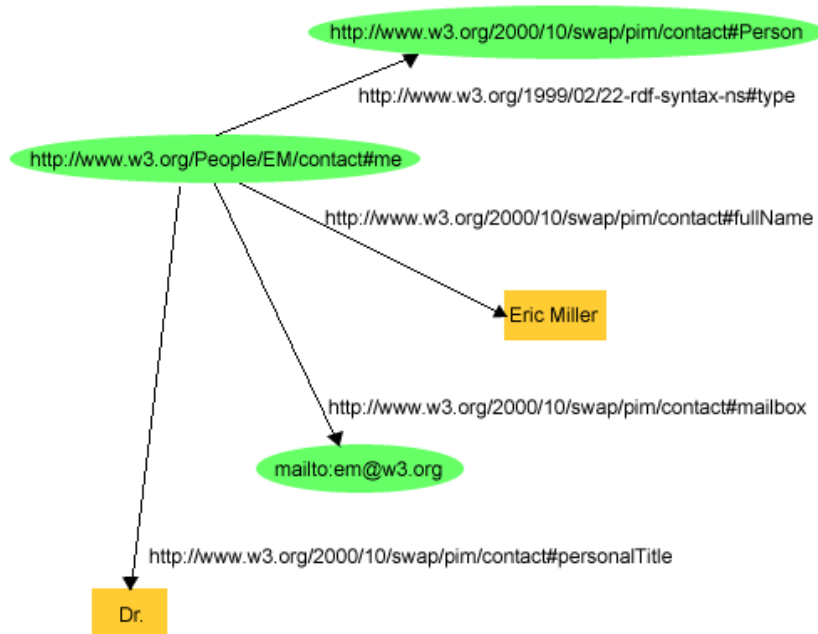 http://www.w3.org/2000/10/swap/pim/contact#Person
http://www.w3.org/1999/02/22-rdf-syntax-ns#type
http://www.w3.org/People/EM/contact#me
http://www.w3.org/2000/10/swap/pim/contact#fullName
Eric Miller
http://www.w3.org/2000/10/swap/pim/contact#mailbox
mailto:em@w3.org
http://www.w3.org/2000/10/swap/pim/contact#personalTitle
Dr.